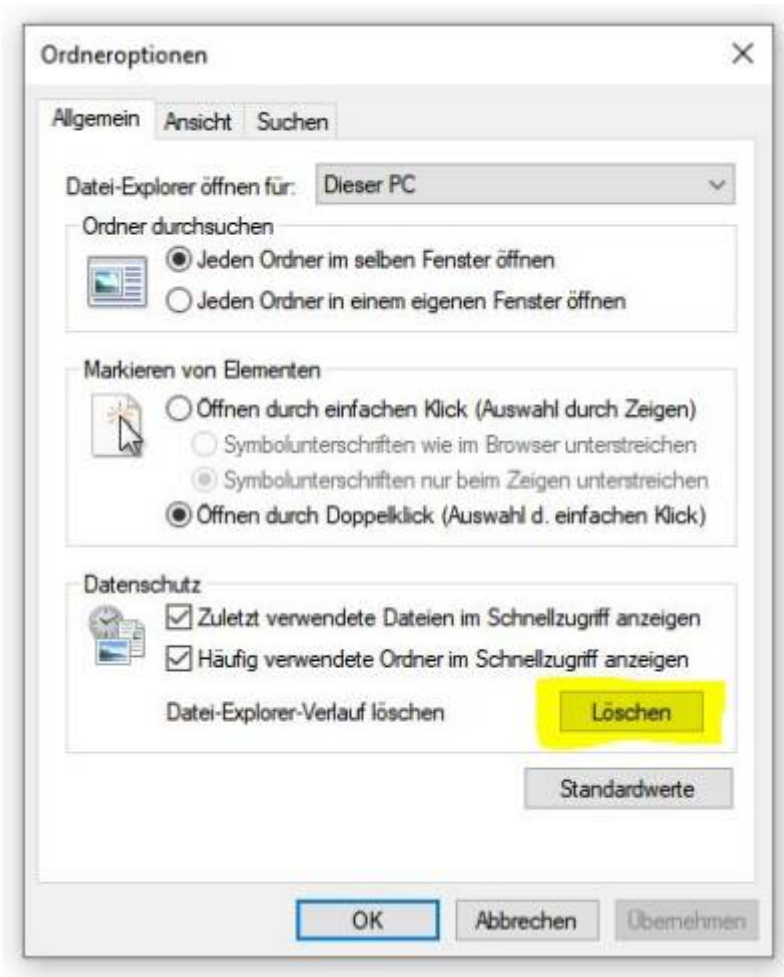 Ordneroptionen
Allgemein Ansicht Suchen
Datei-Explorer öffnen für: Dieser PC
Ordner durchsuchen
Jeden Ordner im selben Fenster öffnen
Jeden Ordner in einem eigenen Fenster öffnen
Markieren von Elementen
Öffnen durch einfachen Klick (Auswahl durch Zeigen)
Symbolunterschriften wie im Browser unterstreichen
Symbolunterschriften nur beim Zeigen unterstreichen
Öffnen durch Doppelklick (Auswahl d. einfachen Klick)
Datenschutz
Zuletzt verwendete Dateien im Schnellzugriff anzeigen
Häufig verwendete Ordner im Schnellzugriff anzeigen
Datei-Explorer-Verlauf löschen Löschen
Standardwerte
OK Abbrechen Übernehmen